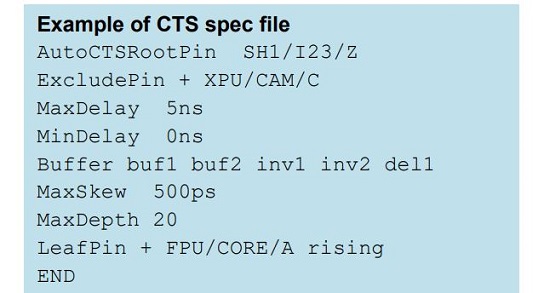 Example of CTS spec file
AutoCTSRootPin SH1/I23/Z
ExcludePin + XPU/CAM/C
MaxDelay 5ns
MinDelay 0ns
Buffer buf1 buf2 inv1 inv2 del1
MaxSkew 500ps
MaxDepth 20
LeafPin + FPU/CORE/A rising
END